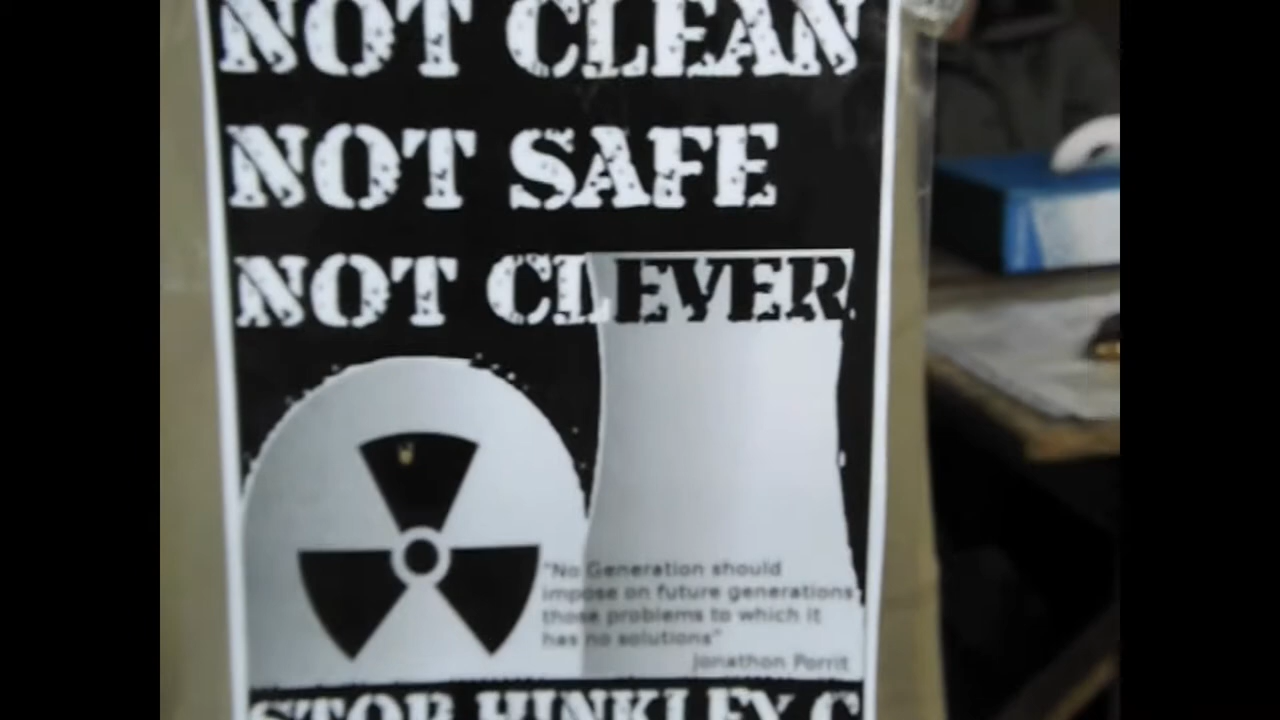 NOT CLEAN
NOT SAFE
NOT CLEVER
"No Generation should
impose on future generations
those problems to which it
has no solutions"
Jonathon Porrit
STOP HINKLEY C